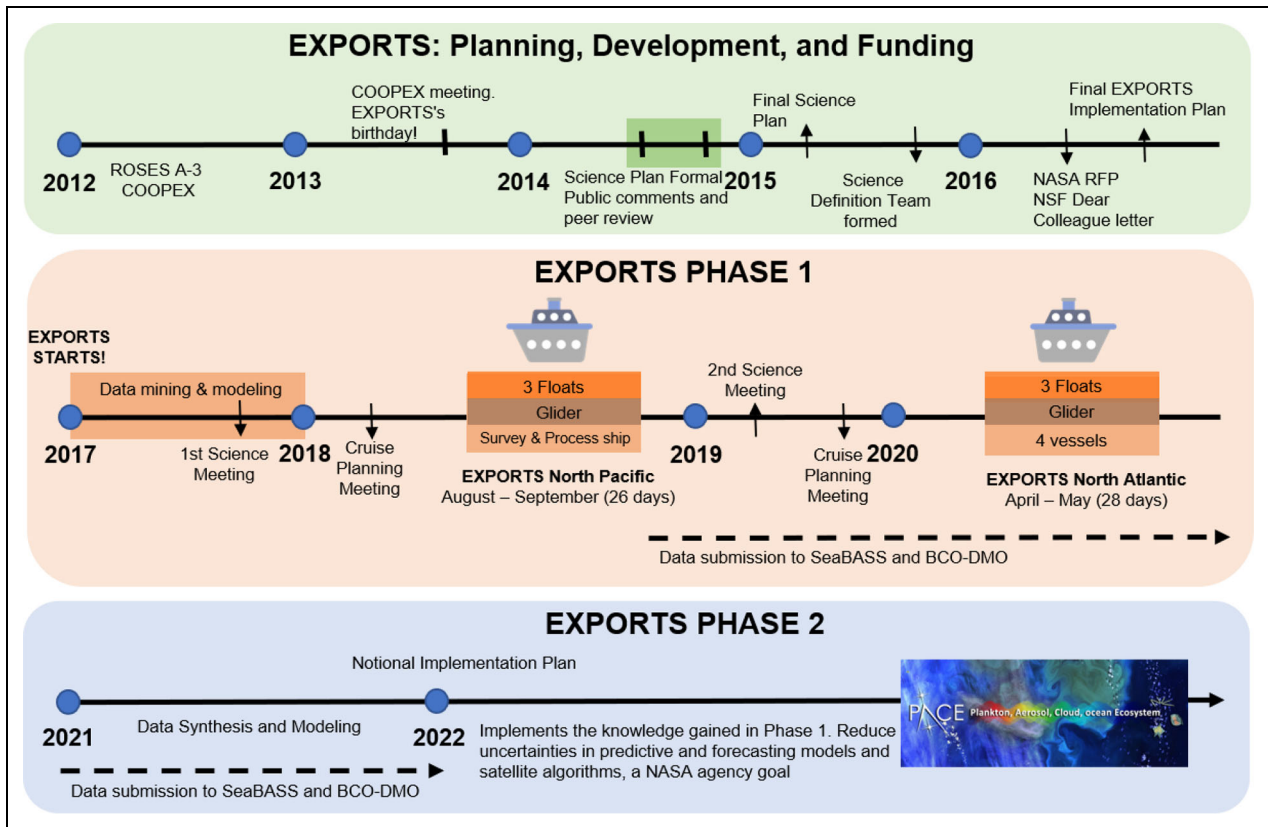 EXPORTS: Planning, Development, and Funding
COOPEX meeting.
EXPORTS's
birthday!
Final Science
Plan
Final EXPORTS
Implementation Plan
2012
ROSES A-3
COOPEX
2013
2014
Science Plan Formal
Public comments and
peer review
2015
Science
Definition Team
formed
2016
NASA RFP
NSF Dear
Colleague letter
EXPORTS PHASE 1
EXPORTS
STARTS!
Data mining & modeling
3 Floats
Glider
Survey & Process ship
2nd Science
Meeting
3 Floats
Glider
4 vessels
2017
1st Science
Meeting
2018
Cruise
Planning
Meeting
EXPORTS North Pacific
August – September (26 days)
2019
Cruise
Planning
Meeting
2020
EXPORTS North Atlantic
April – May (28 days)
Data submission to SeaBASS and BCO-DMO
EXPORTS PHASE 2
Notional Implementation Plan
2021
Data Synthesis and Modeling
2022
Implements the knowledge gained in Phase 1. Reduce
uncertainties in predictive and forecasting models and
satellite algorithms, a NASA agency goal
PACE Plankton, Aerosol, Cloud, ocean Ecosystem
Data submission to SeaBASS and BCO-DMO